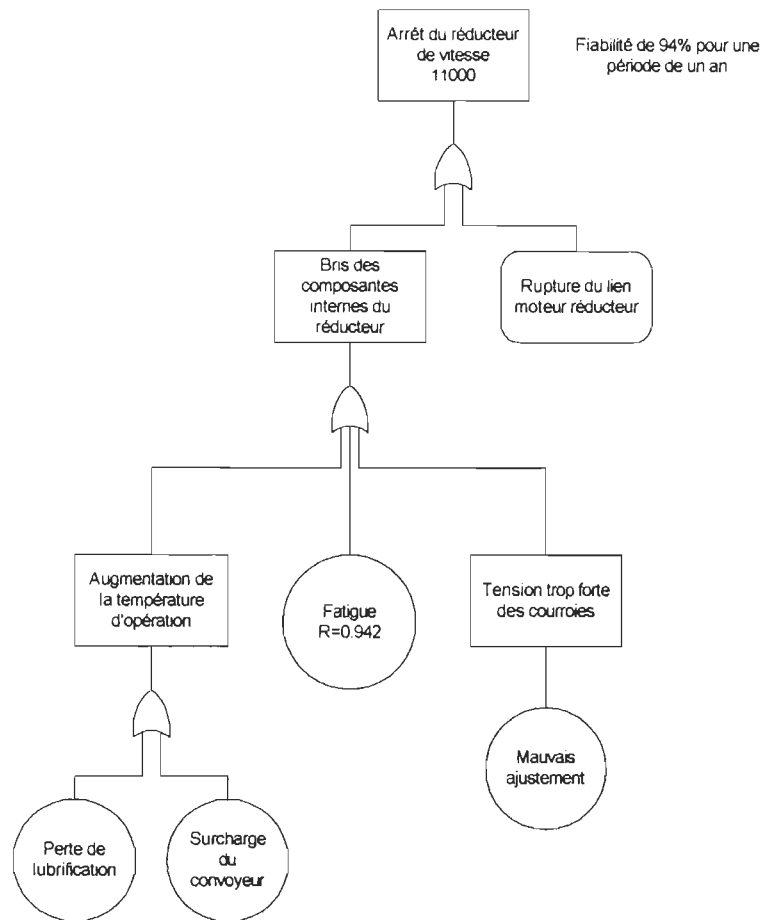 Arrêt du réducteur
de vitesse
11000
Fiabilité de 94% pour une
période de un an
Bris des
composantes
internes du
réducteur
Rupture du lien
moteur réducteur
Augmentation de
la température
d'opération
Fatigue
R=0.942
Tension trop forte
des courroies
Mauvais
ajustement
Perte de
lubrification
Surcharge
du
convoyeur